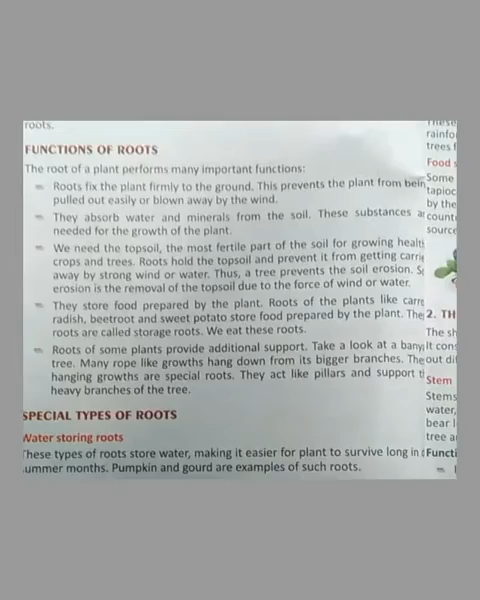 roots.
FUNCTIONS OF ROOTS
The root of a plant performs many important functions:
Roots fix the plant firmly to the ground. This prevents the plant from bein
pulled out easily or blown away by the wind.
They absorb water and minerals from the soil. These substances a
needed for the growth of the plant.
We need the topsoil, the most fertile part of the soil for growing healt
crops and trees. Roots hold the topsoil and prevent it from getting carri
away by strong wind or water. Thus, a tree prevents the soil erosion. S
erosion is the removal of the topsoil due to the force of wind or water.
They store food prepared by the plant. Roots of the plants like carr
radish, beetroot and sweet potato store food prepared by the plant. The
roots are called storage roots. We eat these roots.
Roots of some plants provide additional support. Take a look at a bany
tree. Many rope like growths hang down from its bigger branches. The
hanging growths are special roots. They act like pillars and support t
heavy branches of the tree.
SPECIAL TYPES OF ROOTS
Water storing roots
These types of roots store water, making it easier for plant to survive long in
ummer months. Pumpkin and gourd are examples of such roots.
These
rainfo
trees f
Food s
Some
tapioc
by the
count
source
2. TH
The sh
It con
out di
Stem
Stems
water,
bear l
tree a
Functi